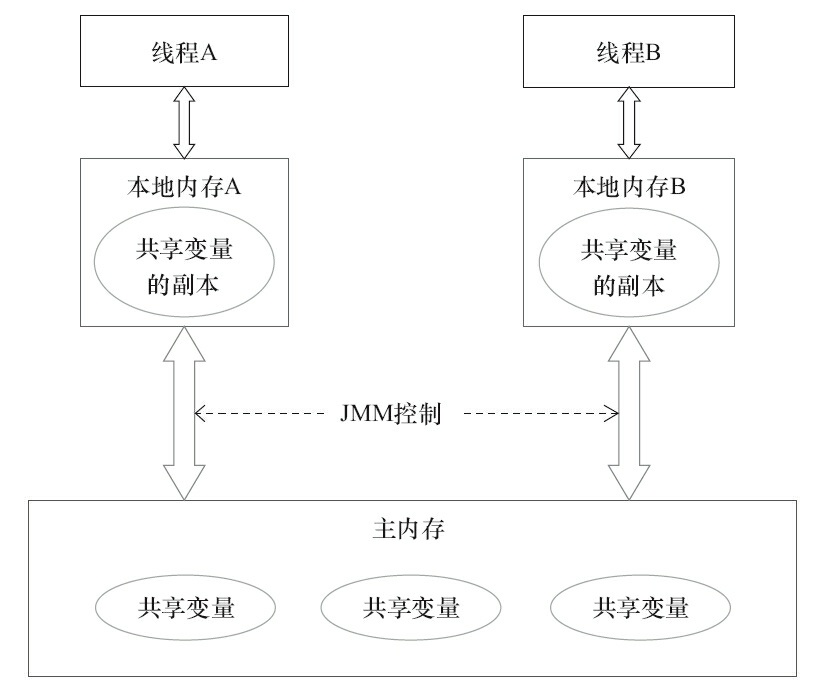 线程A
线程B
本地内存A
共享变量
的副本
本地内存B
共享变量
的副本
JMM控制
主内存
共享变量
共享变量
共享变量